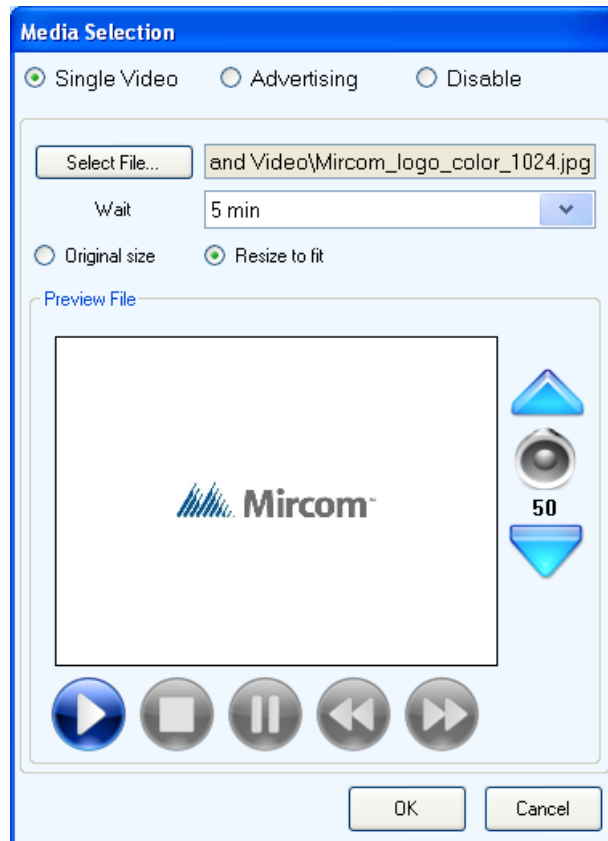 Media Selection
Single Video Advertising Disable
Select File... and Video\Mircom_logo_color_1024.jpg
Wait 5 min
Original size Resize to fit
Preview File
Mircom™
50
OK Cancel